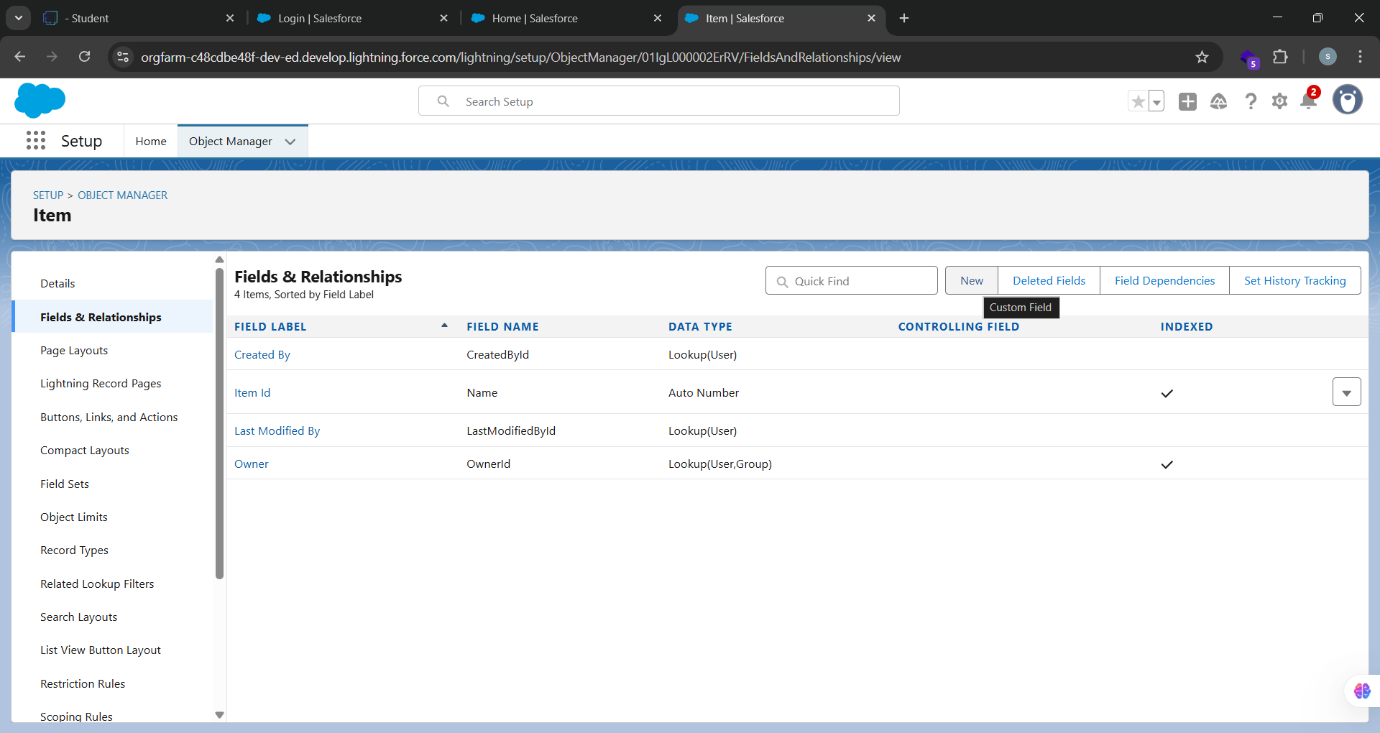 - Student
Login | Salesforce
Home | Salesforce
Item | Salesforce
orgfarm-c48cdbe48f-dev-ed.develop.lightning.force.com/lightning/setup/ObjectManager/01IgL000002ErRV/FieldsAndRelationships/view
5
S
Search Setup
2
Setup
Home
Object Manager
SETUP > OBJECT MANAGER
Item
Details
Fields & Relationships
Page Layouts
Lightning Record Pages
Buttons, Links, and Actions
Compact Layouts
Field Sets
Object Limits
Record Types
Related Lookup Filters
Search Layouts
List View Button Layout
Restriction Rules
Scoping Rules
Fields & Relationships
4 Items, Sorted by Field Label
Quick Find
New
Deleted Fields
Field Dependencies
Set History Tracking
Custom Field
FIELD LABEL FIELD NAME DATA TYPE CONTROLLING FIELD INDEXED
Created By CreatedById Lookup(User)
Item Id Name Auto Number
Last Modified By LastModifiedById Lookup(User)
Owner OwnerId Lookup(User,Group)